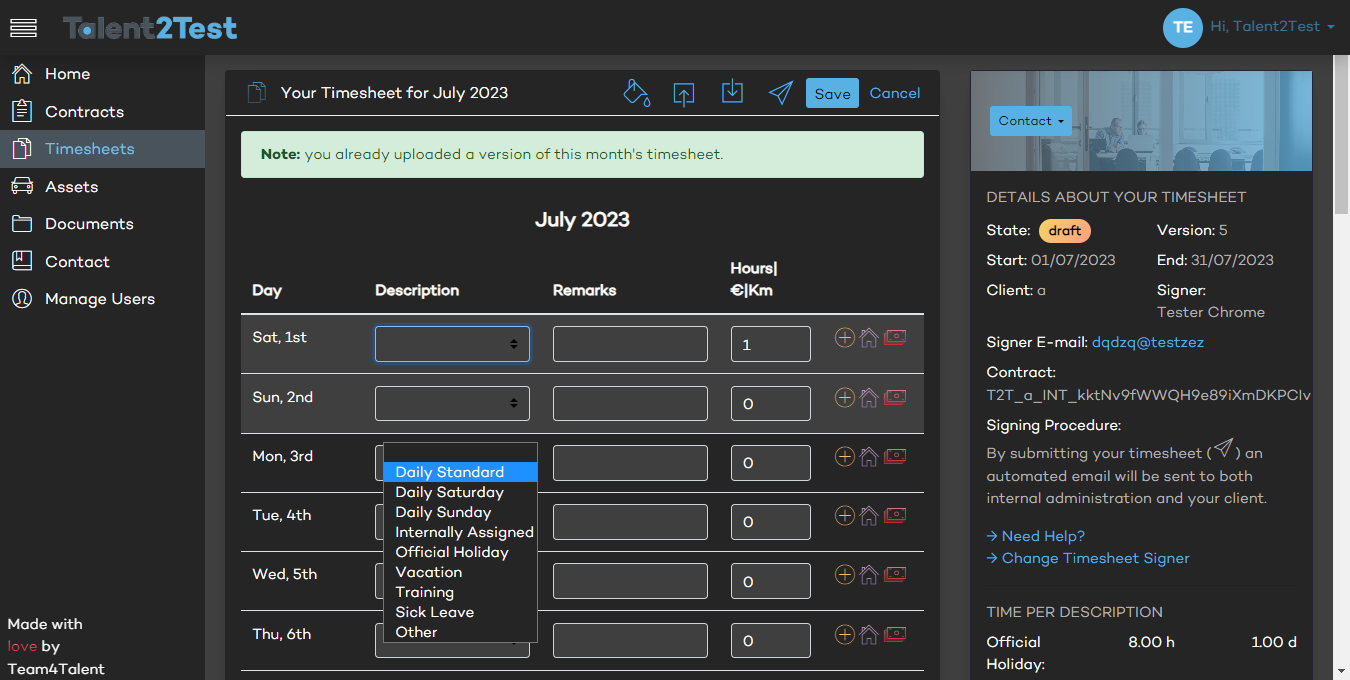 Talent2Test
TE
Hi, Talent2Test
Home
Contracts
Timesheets
Assets
Documents
Contact
Manage Users
Made with
love by
Team4Talent
Your Timesheet for July 2023
Save
Cancel
Note: you already uploaded a version of this month's timesheet.
July 2023
Day
Description
Remarks
Hours|
€|Km
Sat, 1st
1
Sun, 2nd
0
Mon, 3rd
0
Tue, 4th
0
Wed, 5th
0
Thu, 6th
0
Daily Standard
Daily Saturday
Daily Sunday
Internally Assigned
Official Holiday
Vacation
Training
Sick Leave
Other
Contact
DETAILS ABOUT YOUR TIMESHEET
State: draft
Version: 5
Start: 01/07/2023
End: 31/07/2023
Client: a
Signer:
Tester Chrome
Signer E-mail: dqdzq@testzez
Contract:
T2T_a_INT_kktNv9fWWQH9e89iXmDKPClv
Signing Procedure:
By submitting your timesheet ( ) an
automated email will be sent to both
internal administration and your client.
→ Need Help?
→ Change Timesheet Signer
TIME PER DESCRIPTION
Official
Holiday:
8.00 h
1.00 d